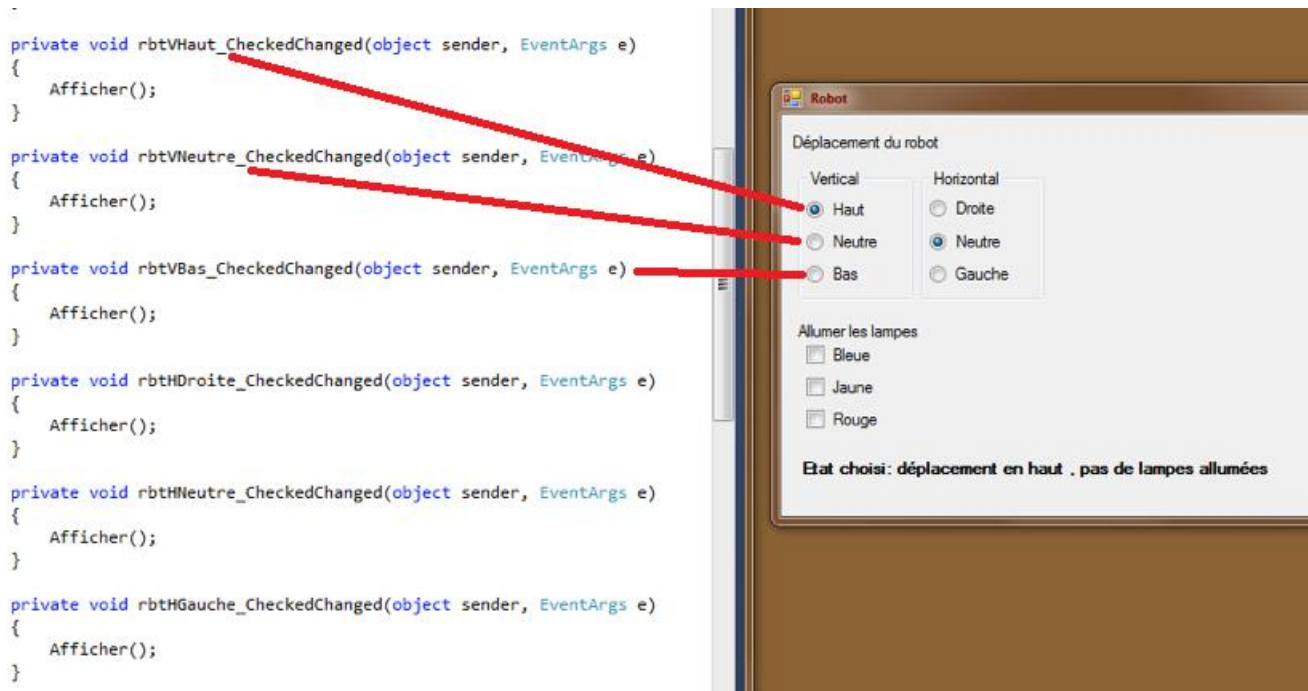 private void rbtVHaut_CheckedChanged(object sender, EventArgs e)
{
Afficher();
}
private void rbtVNeutre_CheckedChanged(object sender, EventArgs e)
{
Afficher();
}
private void rbtVBas_CheckedChanged(object sender, EventArgs e)
{
Afficher();
}
private void rbtHDroite_CheckedChanged(object sender, EventArgs e)
{
Afficher();
}
private void rbtHNeutre_CheckedChanged(object sender, EventArgs e)
{
Afficher();
}
private void rbtHGauche_CheckedChanged(object sender, EventArgs e)
{
Afficher();
}
Robot
Déplacement du robot
Vertical
Haut
Neutre
Bas
Horizontal
Droite
Neutre
Gauche
Allumer les lampes
Bleue
Jaune
Rouge
Etat choisi: déplacement en haut , pas de lampes allumées